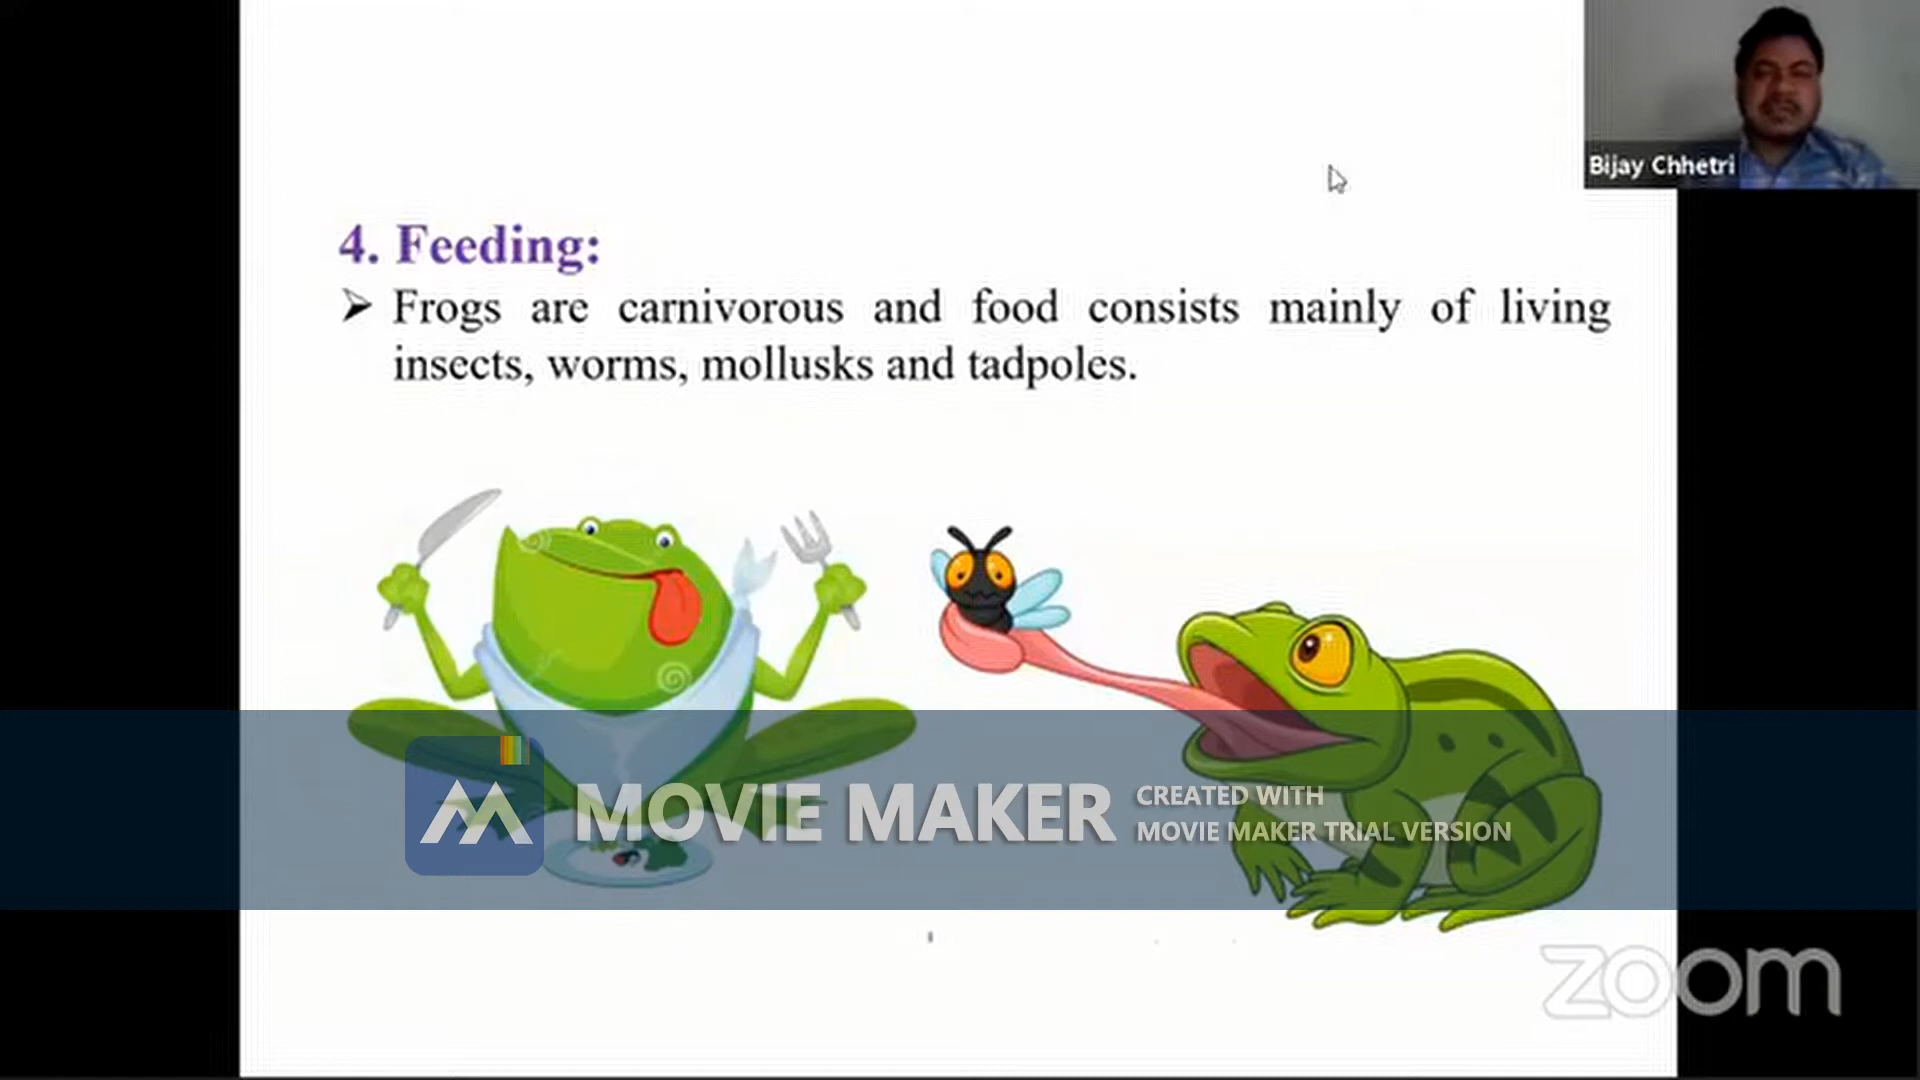 Bijay Chhetri
4. Feeding:
➢ Frogs are carnivorous and food consists mainly of living
insects, worms, mollusks and tadpoles.
MOVIE MAKER
CREATED WITH
MOVIE MAKER TRIAL VERSION
zoom